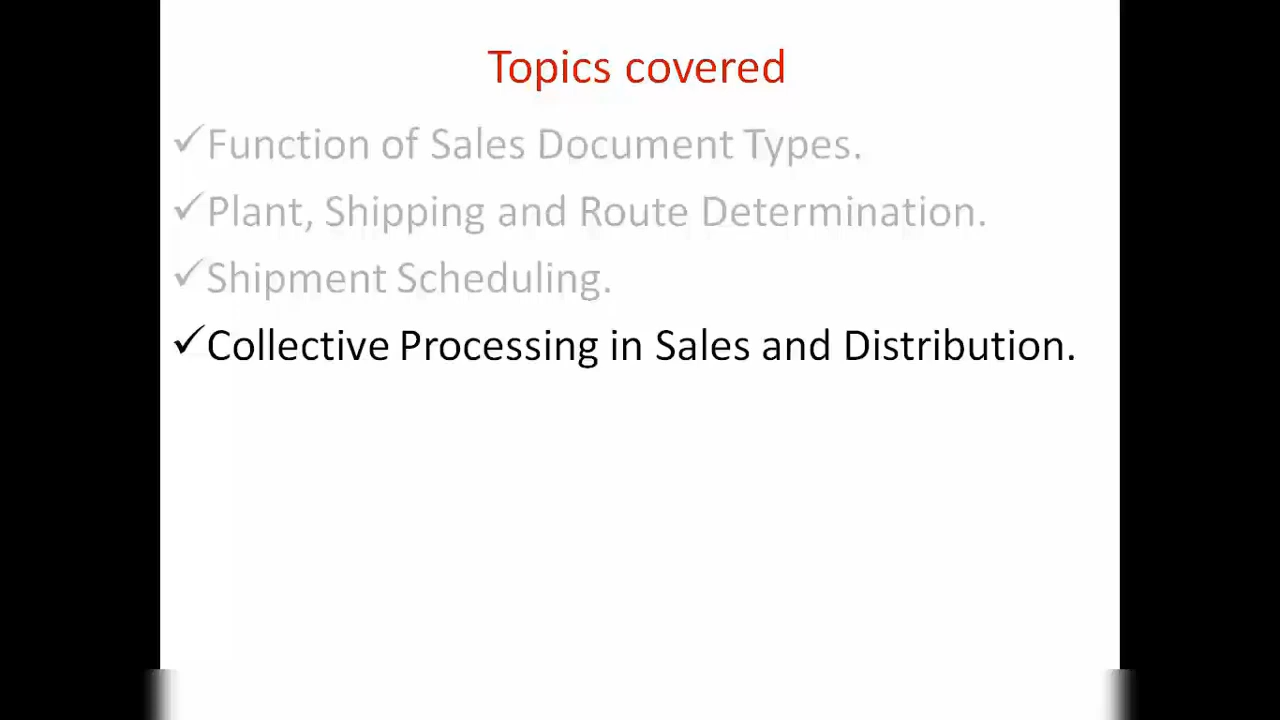 Topics covered
✓Function of Sales Document Types.
✓Plant, Shipping and Route Determination.
✓Shipment Scheduling.
✓Collective Processing in Sales and Distribution.